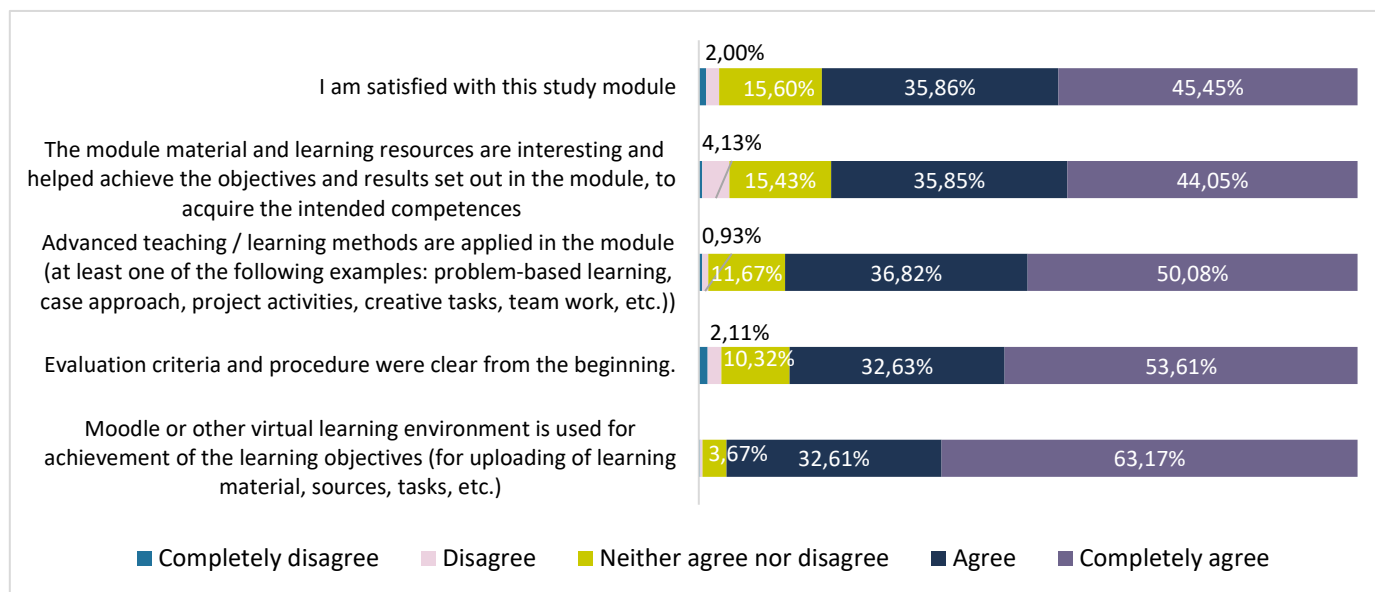 2,00%
I am satisfied with this study module
15,60% 35,86% 45,45%
4,13%
The module material and learning resources are interesting and
helped achieve the objectives and results set out in the module, to
acquire the intended competences
15,43% 35,85% 44,05%
0,93%
Advanced teaching / learning methods are applied in the module
(at least one of the following examples: problem-based learning,
case approach, project activities, creative tasks, team work, etc.))
11,67% 36,82% 50,08%
2,11%
Evaluation criteria and procedure were clear from the beginning.
10,32% 32,63% 53,61%
Moodle or other virtual learning environment is used for
achievement of the learning objectives (for uploading of learning
material, sources, tasks, etc.)
3,67% 32,61% 63,17%
Completely disagree Disagree Neither agree nor disagree Agree Completely agree